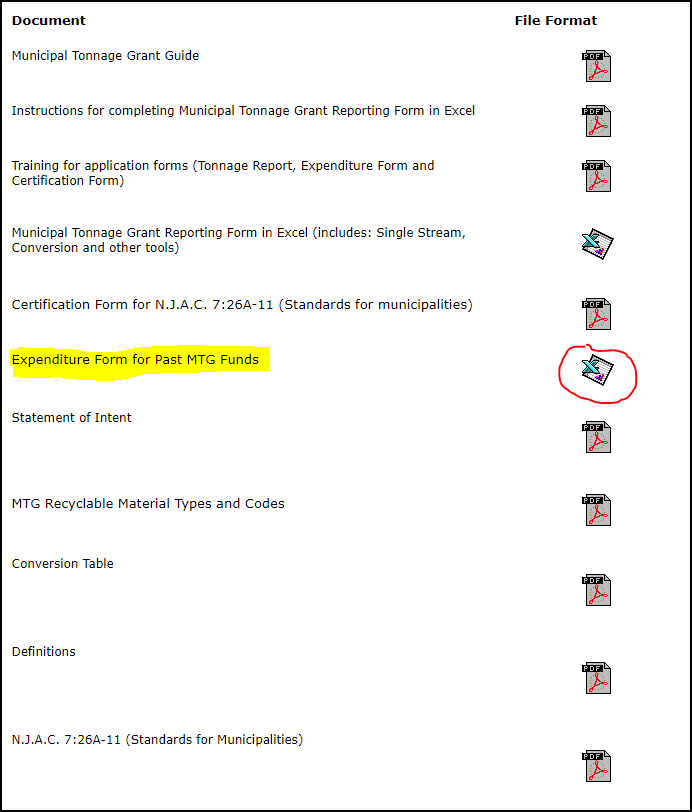 Document File Format
Municipal Tonnage Grant Guide
PDF
Instructions for completing Municipal Tonnage Grant Reporting Form in Excel
PDF
Training for application forms (Tonnage Report, Expenditure Form and
Certification Form)
PDF
Municipal Tonnage Grant Reporting Form in Excel (includes: Single Stream,
Conversion and other tools)
Certification Form for N.J.A.C. 7:26A-11 (Standards for municipalities)
PDF
Expenditure Form for Past MTG Funds
Statement of Intent
PDF
MTG Recyclable Material Types and Codes
PDF
Conversion Table
PDF
Definitions
PDF
N.J.A.C. 7:26A-11 (Standards for Municipalities)
PDF